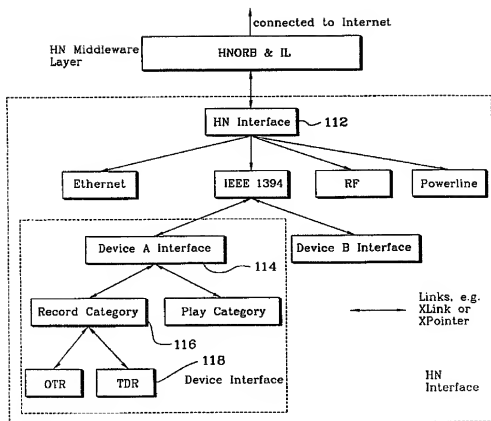 connected to Internet
HN Middleware
Layer
HNORB & IL
HN Interface
112
Ethernet
IEEE 1394
RF
Powerline
Device A Interface
Device B Interface
114
Record Category
Play Category
116
Links, e.g.
XLink or
XPointer
OTR
TDR
118
Device Interface
HN
Interface